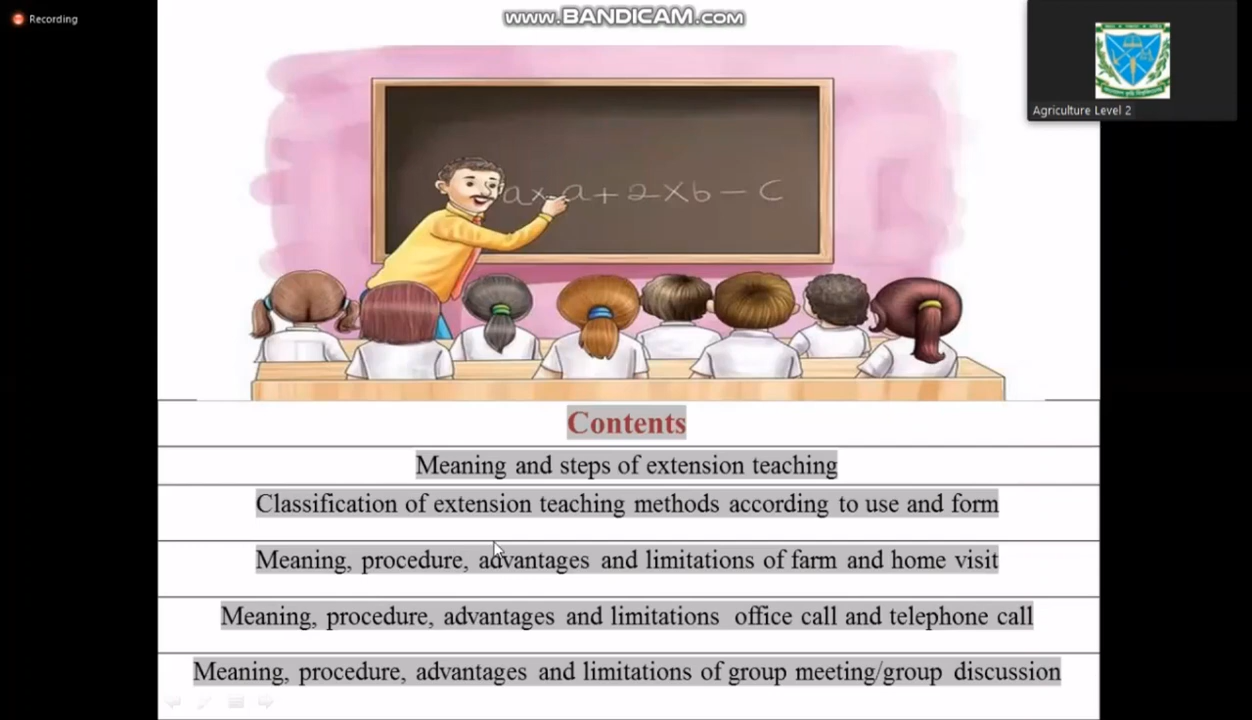 Recording
www.BANDICAM.com
Agriculture Level 2
axa+2xb-c
Contents
Meaning and steps of extension teaching
Classification of extension teaching methods according to use and form
Meaning, procedure, advantages and limitations of farm and home visit
Meaning, procedure, advantages and limitations office call and telephone call
Meaning, procedure, advantages and limitations of group meeting/group discussion